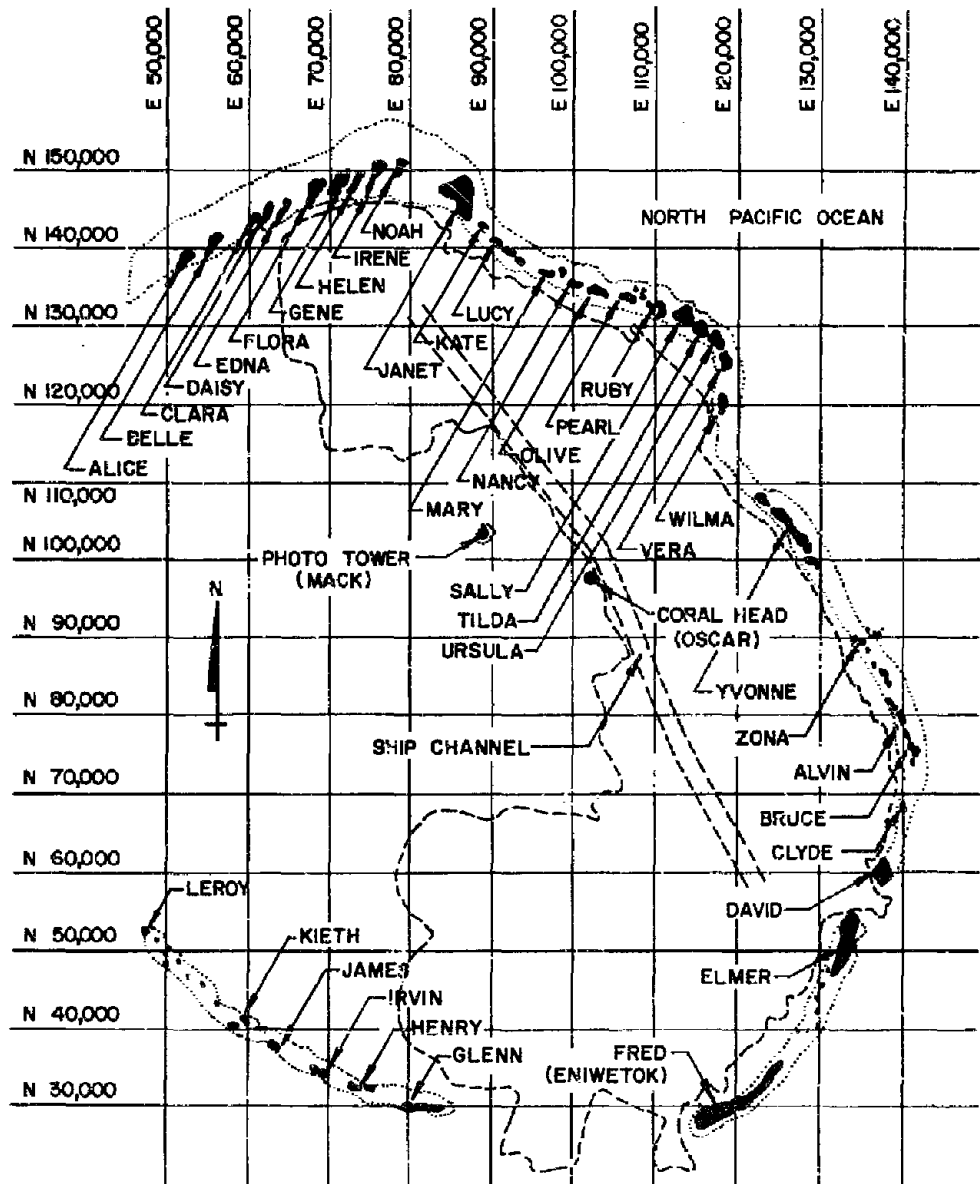 E 50,000
E 60,000
E 70,000
E 80,000
E 90,000
E 100,000
E 110,000
E 120,000
E 130,000
E 140,000
N 150,000
NORTH PACIFIC OCEAN
NOAH
N 140,000
IRENE
HELEN
GENE
LUCY
N 130,000
FLORA
KATE
EDNA
JANET
DAISY
RUBY
N 120,000
CLARA
PEARL
BELLE
OLIVE
ALICE
NANCY
N 110,000
MARY
WILMA
VERA
N 100,000
PHOTO TOWER
(MACK)
N
SALLY
TILDA
CORAL HEAD
(OSCAR)
N 90,000
URSULA
YVONNE
N 80,000
ZONA
SHIP CHANNEL
ALVIN
N 70,000
BRUCE
CLYDE
N 60,000
LEROY
DAVID
N 50,000
KIETH
JAMES
ELMER
IRVIN
N 40,000
HENRY
GLENN
FRED
(ENIWETOK)
N 30,000